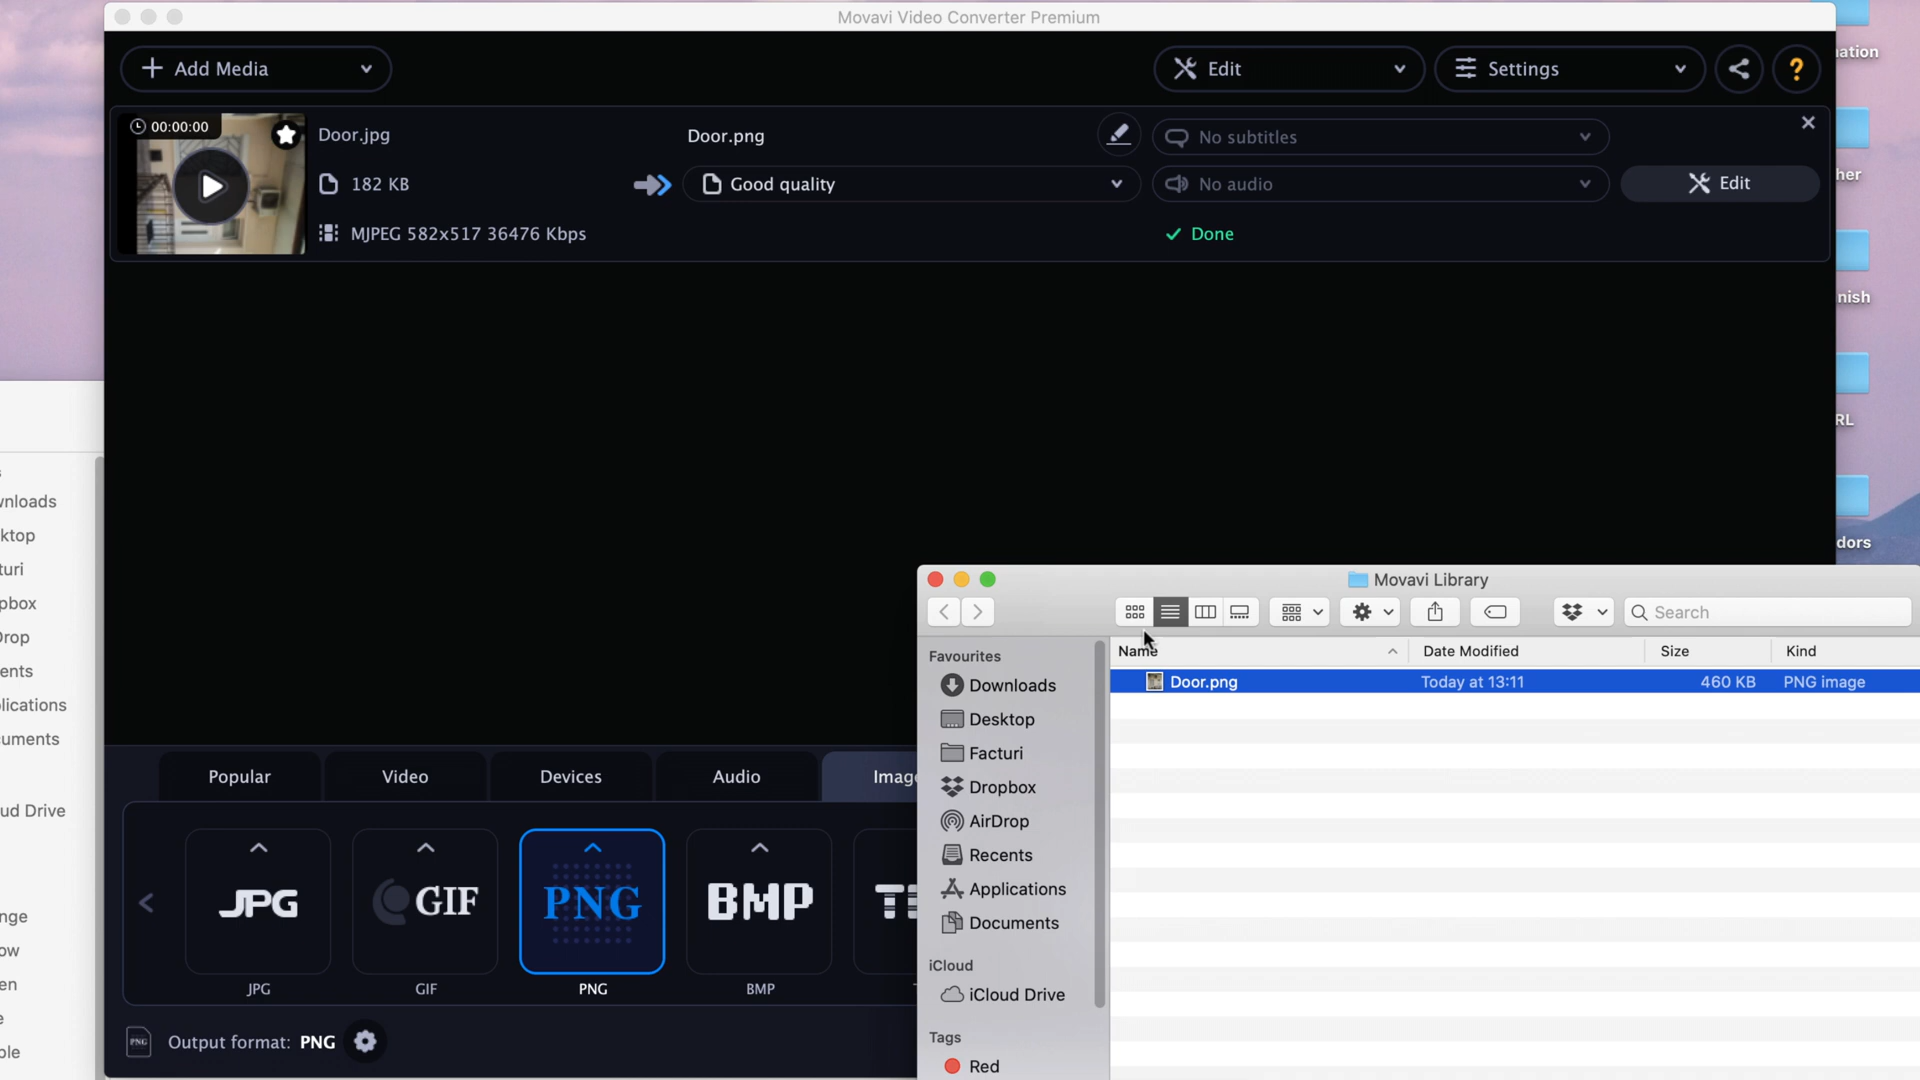 Movavi Video Converter Premium
Add Media
Edit
Settings
?
ation
00:00:00
Door.jpg
Door.png
No subtitles
182 KB
Good quality
No audio
Edit
MJPEG 582x517 36476 Kbps
Done
her
nish
RL
dors
s
wnloads
ktop
turi
pbox
Drop
ents
lications
uments
ud Drive
nge
ow
en
e
ple
Popular
Video
Devices
Audio
Imag
JPG
GIF
PNG
BMP
TI
JPG
GIF
PNG
BMP
T
PNG
Output format: PNG
Movavi Library
Search
Name
Date Modified
Size
Kind
Door.png
Today at 13:11
460 KB
PNG image
Favourites
Downloads
Desktop
Facturi
Dropbox
AirDrop
Recents
Applications
Documents
iCloud
iCloud Drive
Tags
Red